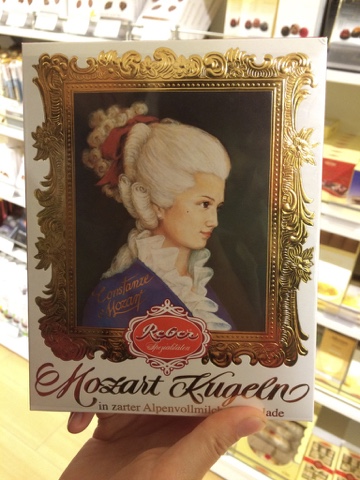 Constanze
Mozart
Reber
Spezialitäten
Mozart Kugeln
in zarter Alpenvollmilch